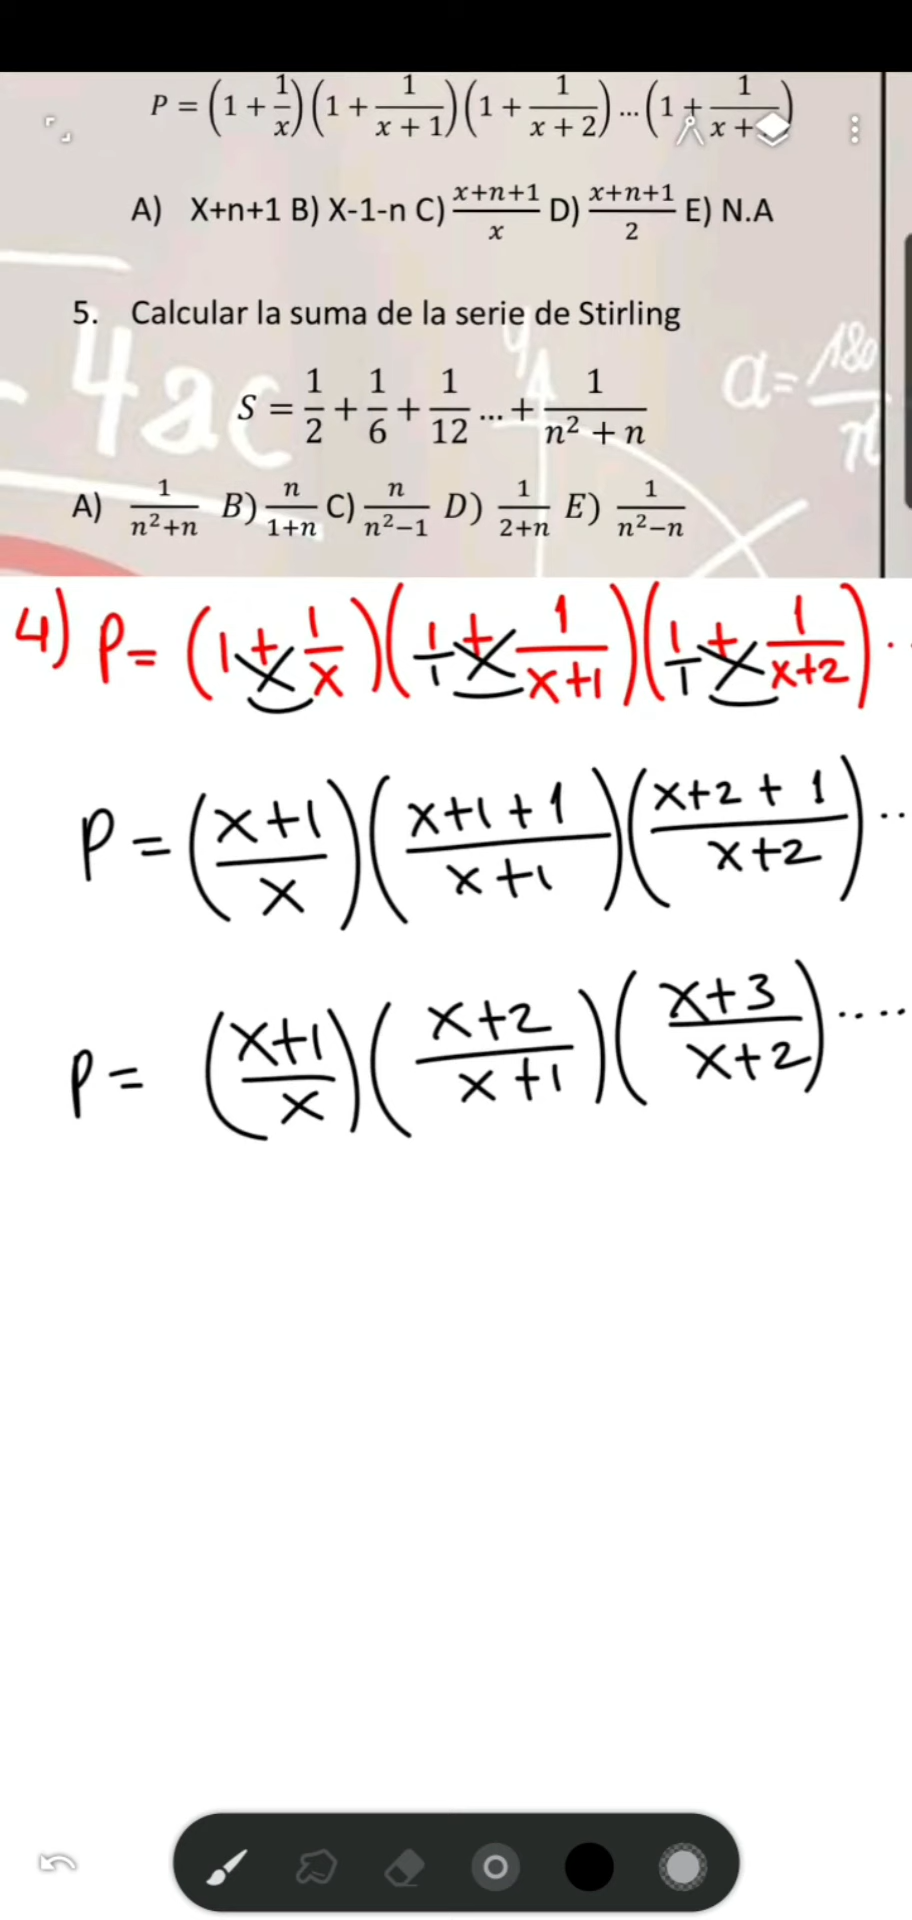 P = (1 + 1/x)(1 + 1/(x + 1))(1 + 1/(x + 2)) ... (1 + 1/(x +
A) X+n+1 B) X-1-n C) (x+n+1)/x D) (x+n+1)/2 E) N.A
5. Calcular la suma de la serie de Stirling
S = 1/2 + 1/6 + 1/12 ... + 1/(n² + n)
- 4ac
a = 180/π
y
A) 1/(n²+n) B) n/(1+n) C) n/(n²−1) D) 1/(2+n) E) 1/(n²−n)
4) P= (1+1/x)(1/1+1/(x+1))(1/1+1/(x+2)) .
P = ((x+1)/x)((x+1+1)/(x+1))((x+2+1)/(x+2)) ..
P = ((x+1)/x)((x+2)/(x+1))((x+3)/(x+2)) ....